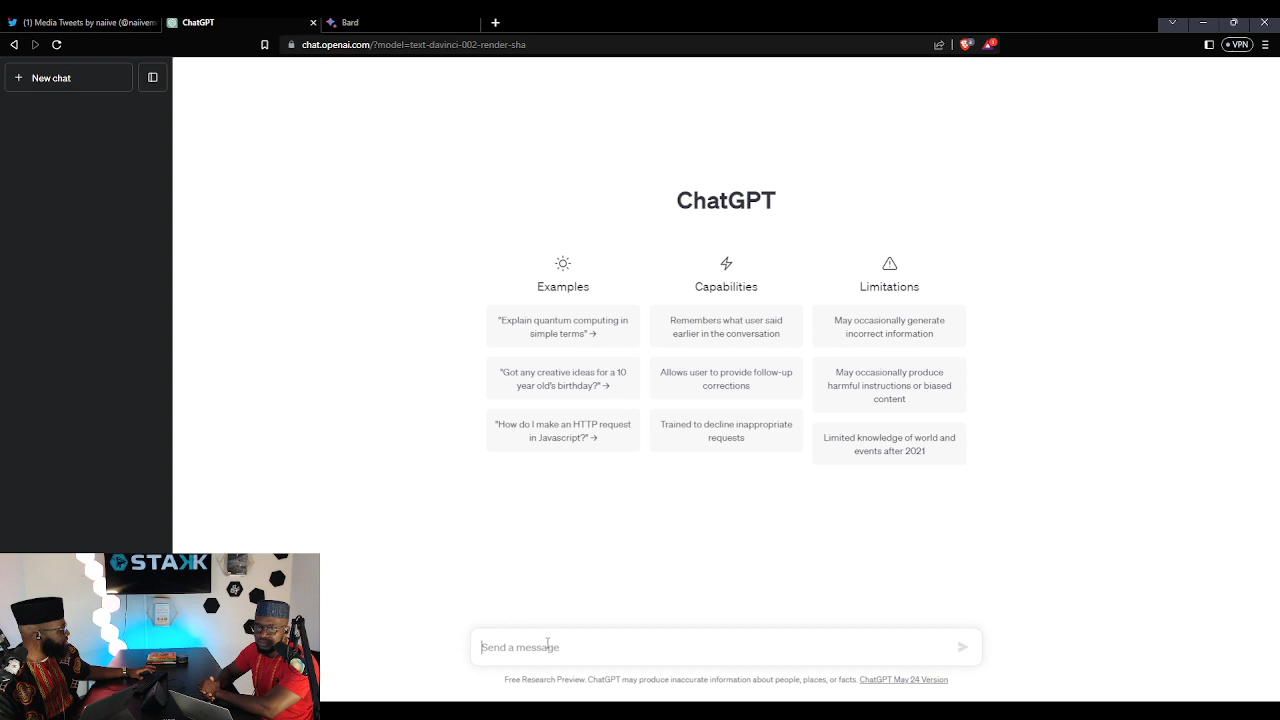 (1) Media Tweets by naiive (@naiivem
ChatGPT
Bard
chat.openai.com/?model=text-davinci-002-render-sha
VPN
New chat
ChatGPT
Examples
Capabilities
Limitations
"Explain quantum computing in
simple terms" →
Remembers what user said
earlier in the conversation
May occasionally generate
incorrect information
"Got any creative ideas for a 10
year old's birthday?" →
Allows user to provide follow-up
corrections
May occasionally produce
harmful instructions or biased
content
"How do I make an HTTP request
in Javascript?" →
Trained to decline inappropriate
requests
Limited knowledge of world and
events after 2021
STAKK
Send a message
Free Research Preview. ChatGPT may produce inaccurate information about people, places, or facts. ChatGPT May 24 Version